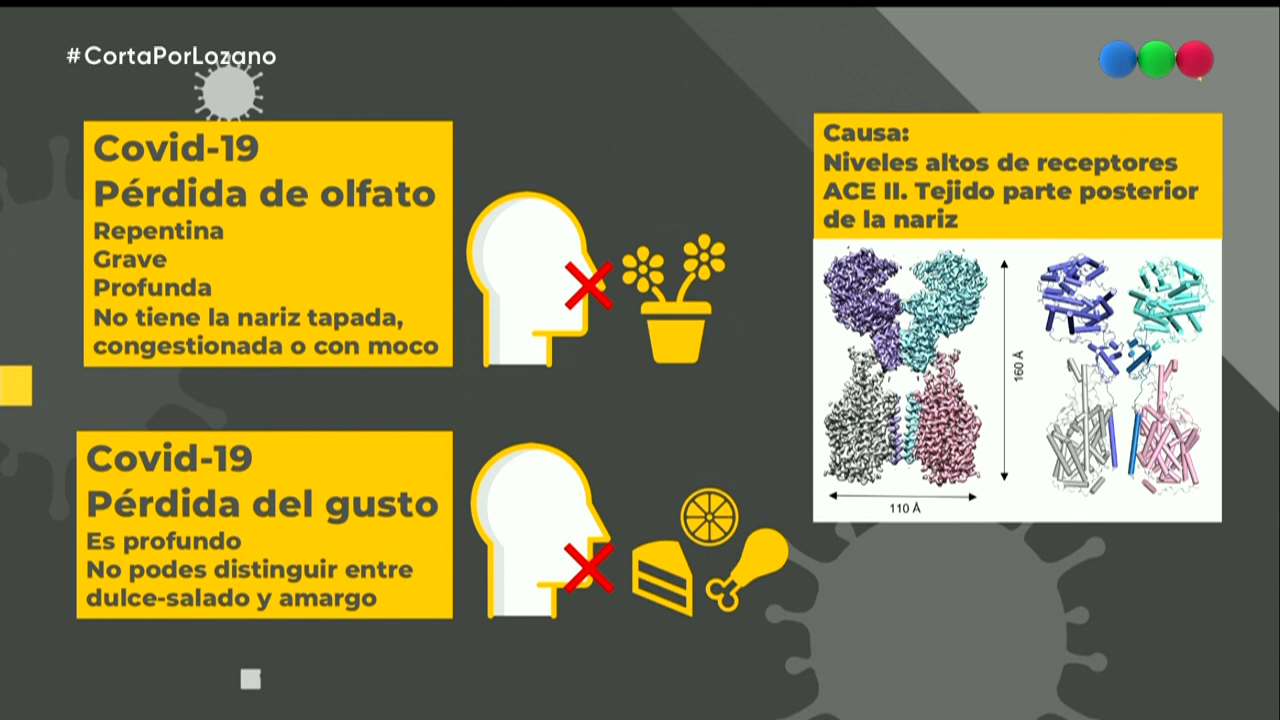 #CortaPorLozano
Covid-19
Pérdida de olfato
Repentina
Grave
Profunda
No tiene la nariz tapada,
congestionada o con moco
Covid-19
Pérdida del gusto
Es profundo
No podes distinguir entre
dulce-salado y amargo
Causa:
Niveles altos de receptores
ACE II. Tejido parte posterior
de la nariz
160 Å
110 Å